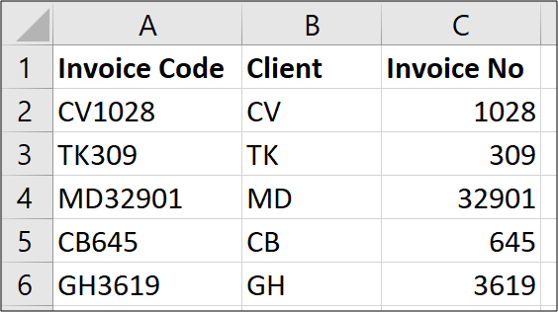 A B C
1 Invoice Code Client Invoice No
2 CV1028 CV 1028
3 TK309 TK 309
4 MD32901 MD 32901
5 CB645 CB 645
6 GH3619 GH 3619